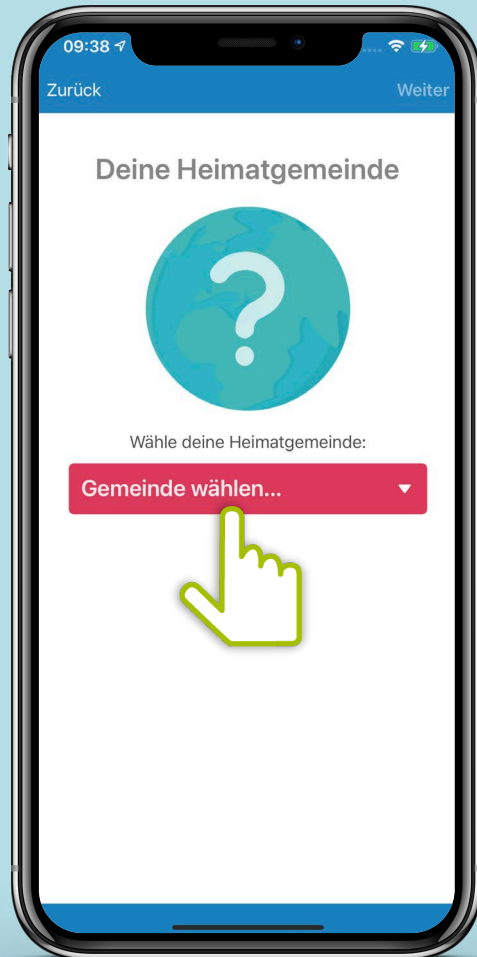 09:38
Zurück
Weiter
Deine Heimatgemeinde
?
Wähle deine Heimatgemeinde:
Gemeinde wählen...